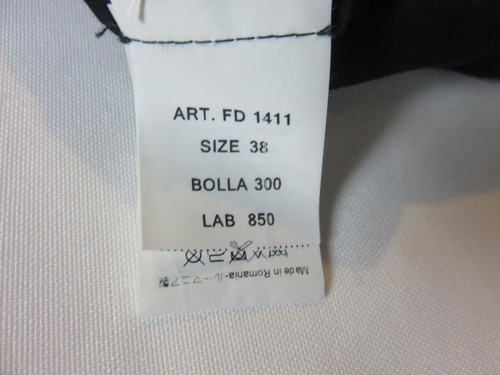 ART. FD 1411
SIZE 38
BOLLA 300
LAB 850
Made in Romania-ルーマニア製